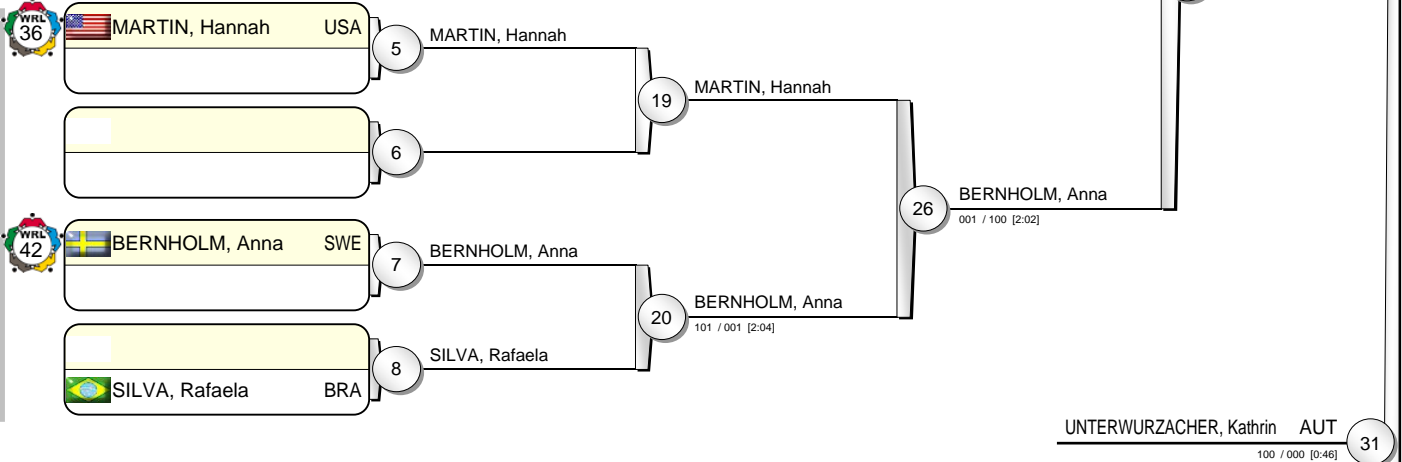 WRL
36
MARTIN, Hannah USA
5
MARTIN, Hannah
19
MARTIN, Hannah
6
26
BERNHOLM, Anna
001 / 100 [2:02]
WRL
42
BERNHOLM, Anna SWE
7
BERNHOLM, Anna
20
BERNHOLM, Anna
101 / 001 [2:04]
8
SILVA, Rafaela
SILVA, Rafaela BRA
UNTERWURZACHER, Kathrin AUT
31
100 / 000 [0:46]